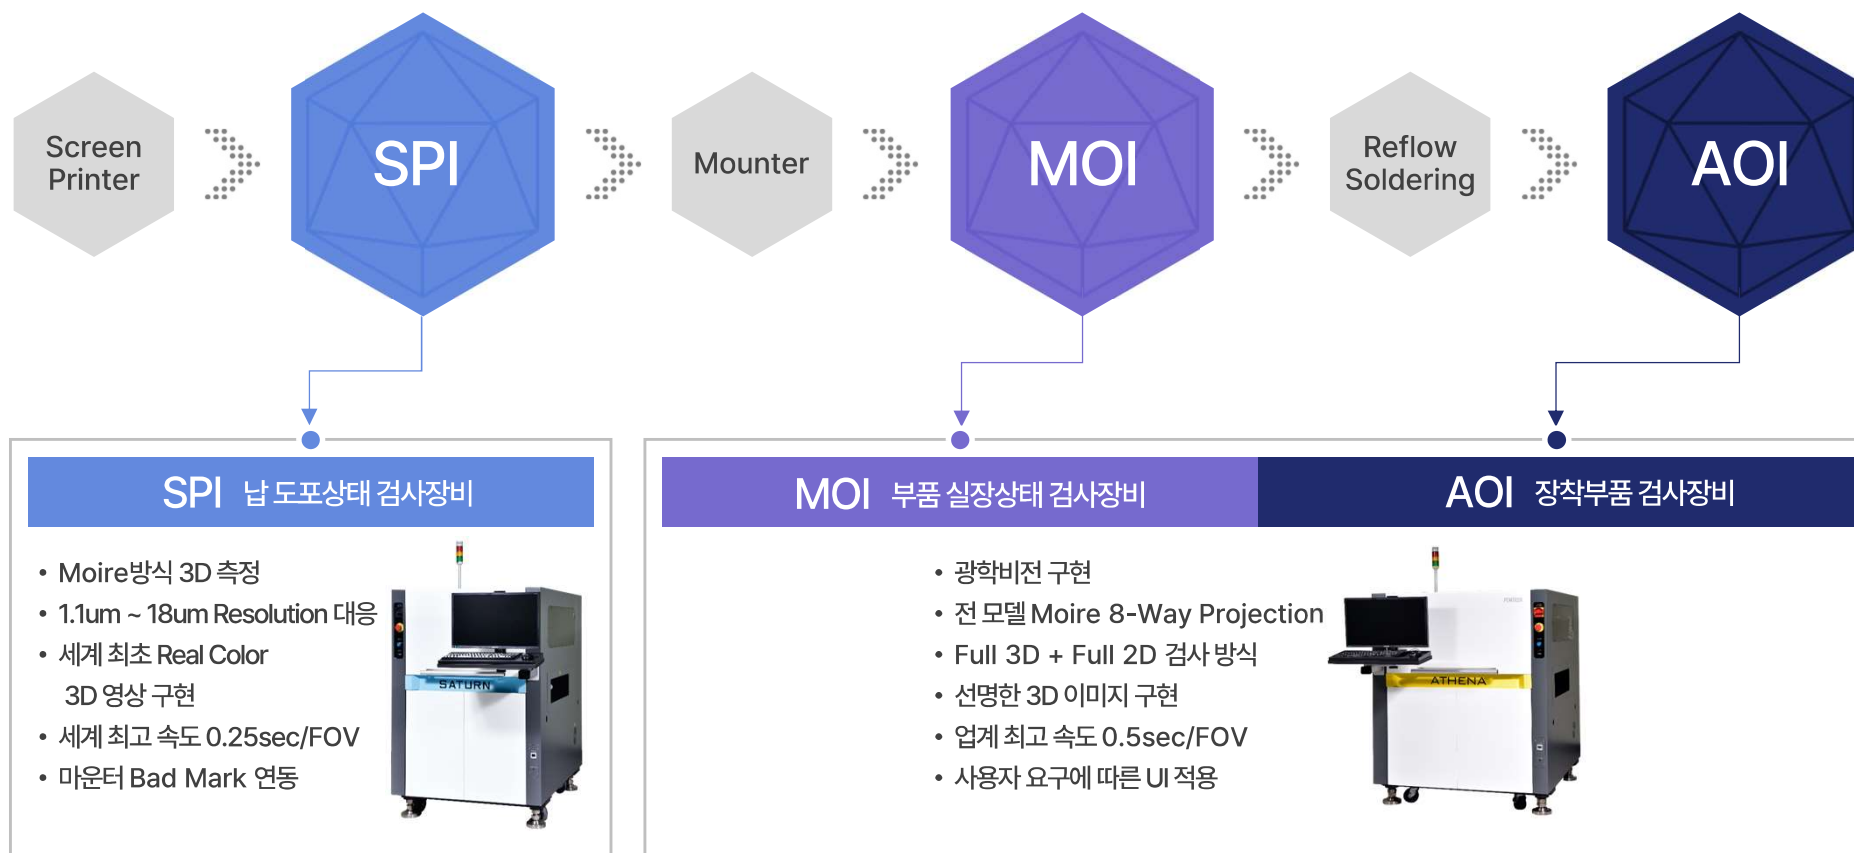 Screen
Printer
SPI
Mounter
MOI
Reflow
Soldering
AOI
SPI 납 도포상태 검사장비
• Moire방식 3D 측정
• 1.1um ~ 18um Resolution 대응
• 세계 최초 Real Color
3D 영상 구현
• 세계 최고 속도 0.25sec/FOV
• 마운터 Bad Mark 연동
SATURN
MOI 부품 실장상태 검사장비
AOI 장착부품 검사장비
• 광학비전 구현
• 전 모델 Moire 8-Way Projection
• Full 3D + Full 2D 검사 방식
• 선명한 3D 이미지 구현
• 업계 최고 속도 0.5sec/FOV
• 사용자 요구에 따른 UI 적용
ATHENA